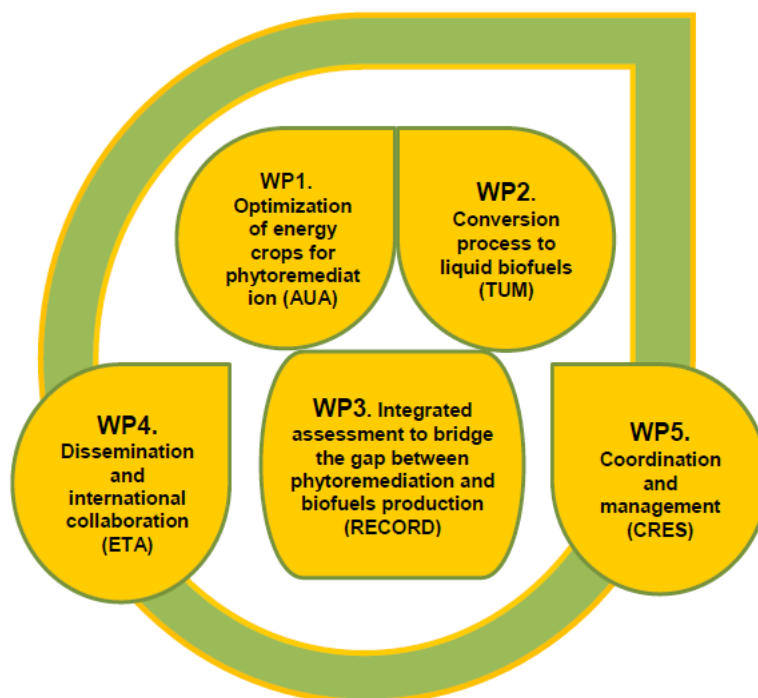 WP1.
Optimization
of energy
crops for
phytoremediat
ion (AUA)
WP2.
Conversion
process to
liquid biofuels
(TUM)
WP4.
Dissemination
and
international
collaboration
(ETA)
WP3. Integrated
assessment to bridge
the gap between
phytoremediation and
biofuels production
(RECORD)
WP5.
Coordination
and
management
(CRES)